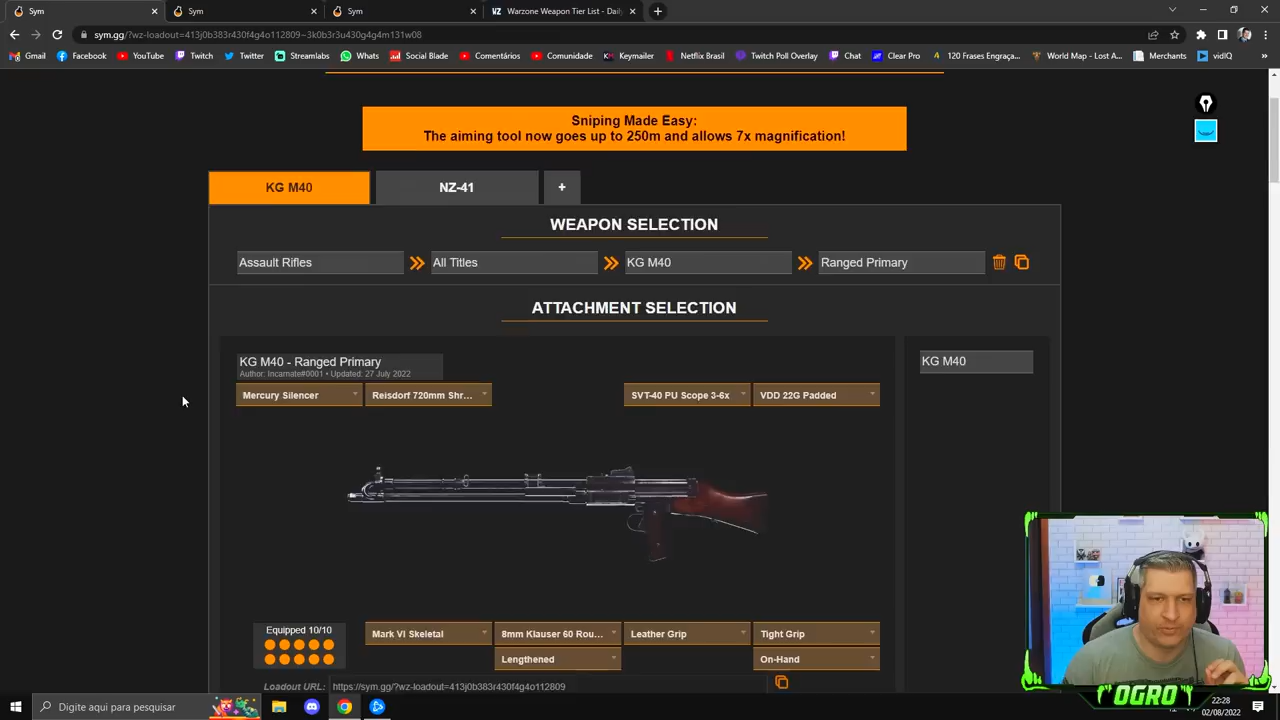 Sym
Sym
Sym
Warzone Weapon Tier List - Daily
sym.gg/?wz-loadout=413j0b383r430f4g4o112809~3k0b3r3u430g4g4m131w08
Gmail
Facebook
YouTube
Twitch
Twitter
Streamlabs
Whats
Social Blade
Comentários
Comunidade
Keymailer
Netflix Brasil
Twitch Poll Overlay
Chat
Clear Pro
120 Frases Engraça...
World Map - Lost A...
Merchants
vidIQ
Sniping Made Easy:
The aiming tool now goes up to 250m and allows 7x magnification!
KG M40
NZ-41
+
WEAPON SELECTION
Assault Rifles
All Titles
KG M40
Ranged Primary
ATTACHMENT SELECTION
KG M40 - Ranged Primary
Author: Incarnate#0001 • Updated: 27 July 2022
KG M40
Mercury Silencer
Reisdorf 720mm Shr...
SVT-40 PU Scope 3-6x
VDD 22G Padded
Equipped 10/10
Mark VI Skeletal
8mm Klauser 60 Rou...
Leather Grip
Tight Grip
Lengthened
On-Hand
Loadout URL:
https://sym.gg/?wz-loadout=413j0b383r430f4g4o112809
OGRO
Digite aqui para pesquisar
22:28
02/08/2022